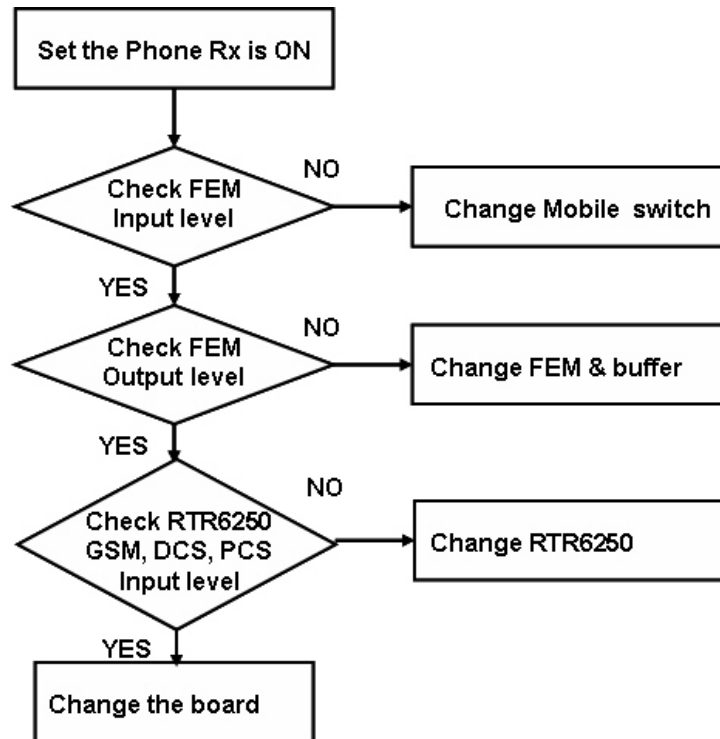 Set the Phone Rx is ON
Check FEM
Input level
NO
Change Mobile switch
YES
Check FEM
Output level
NO
Change FEM & buffer
YES
Check RTR6250
GSM, DCS, PCS
Input level
NO
Change RTR6250
YES
Change the board